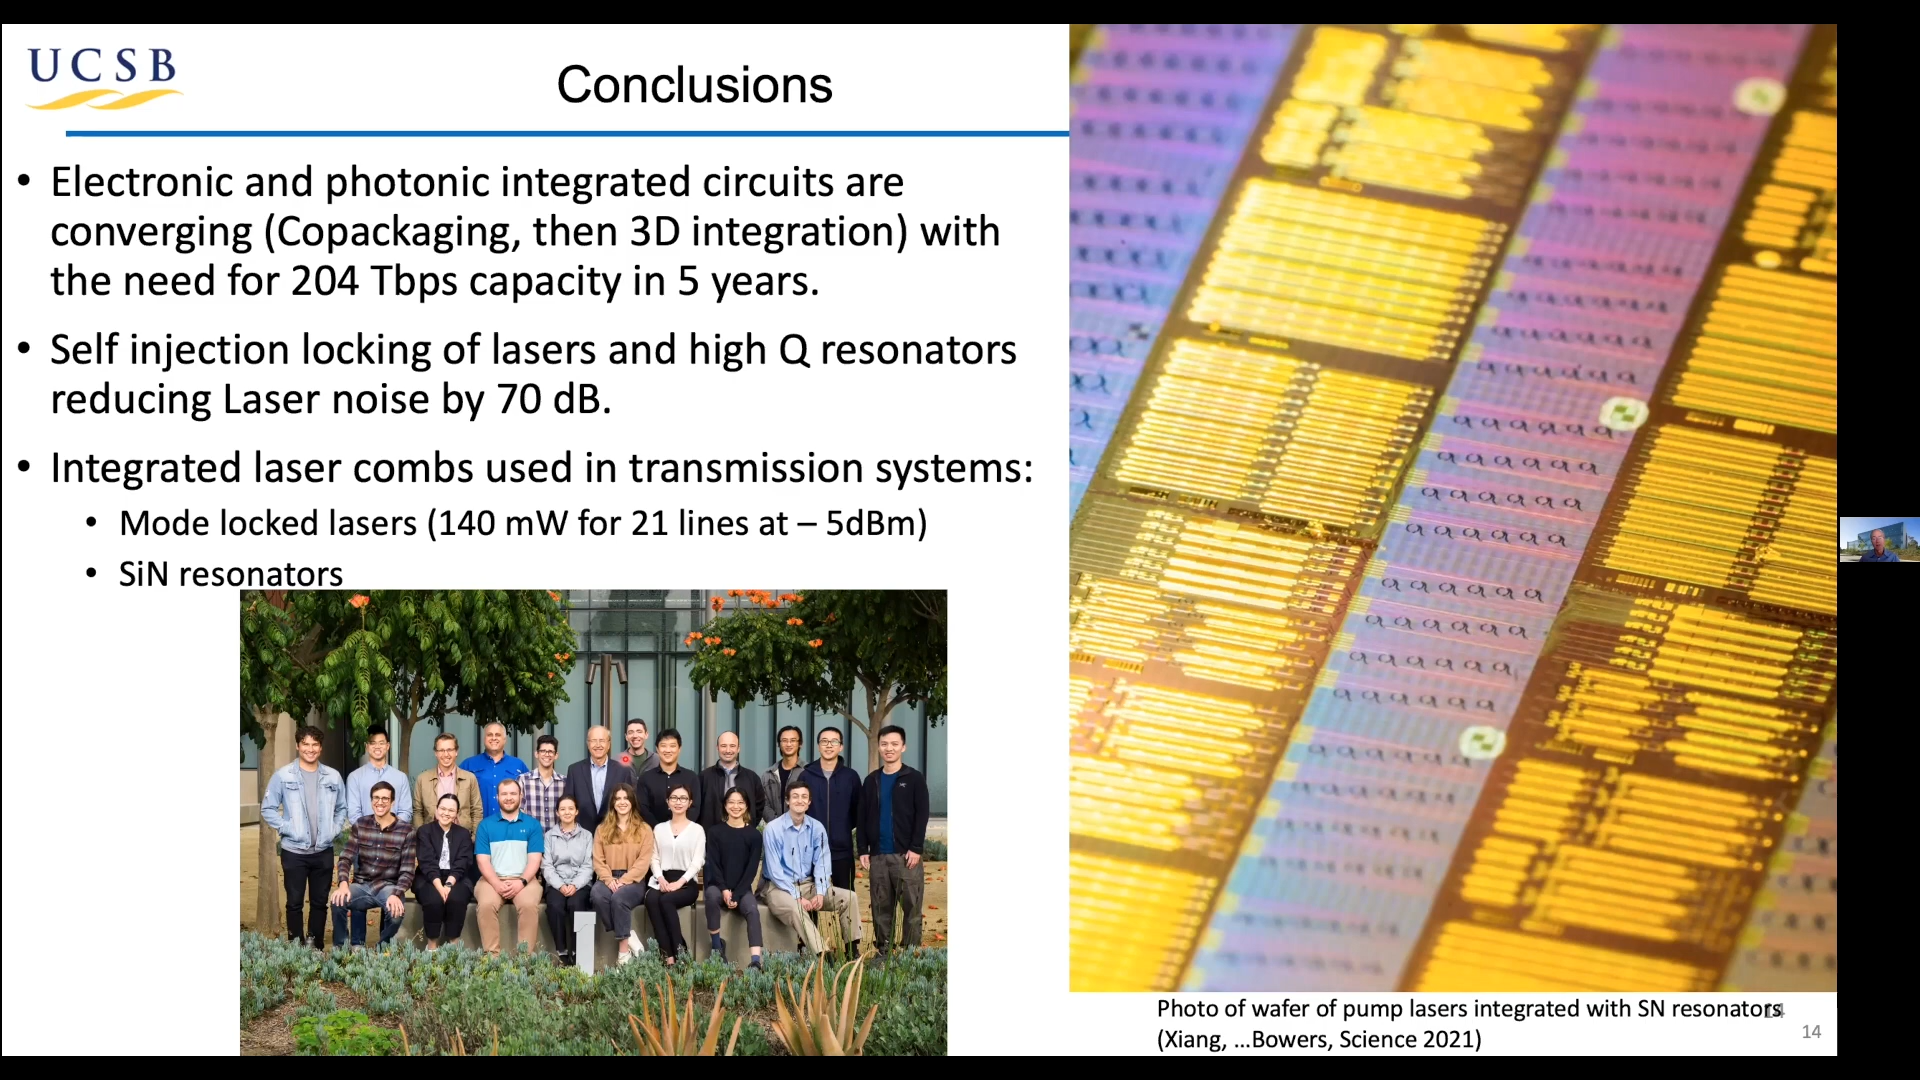 UCSB
Conclusions
• Electronic and photonic integrated circuits are
converging (Copackaging, then 3D integration) with
the need for 204 Tbps capacity in 5 years.
• Self injection locking of lasers and high Q resonators
reducing Laser noise by 70 dB.
• Integrated laser combs used in transmission systems:
• Mode locked lasers (140 mW for 21 lines at – 5dBm)
• SiN resonators
Photo of wafer of pump lasers integrated with SN resonators
14
(Xiang, ...Bowers, Science 2021)
14